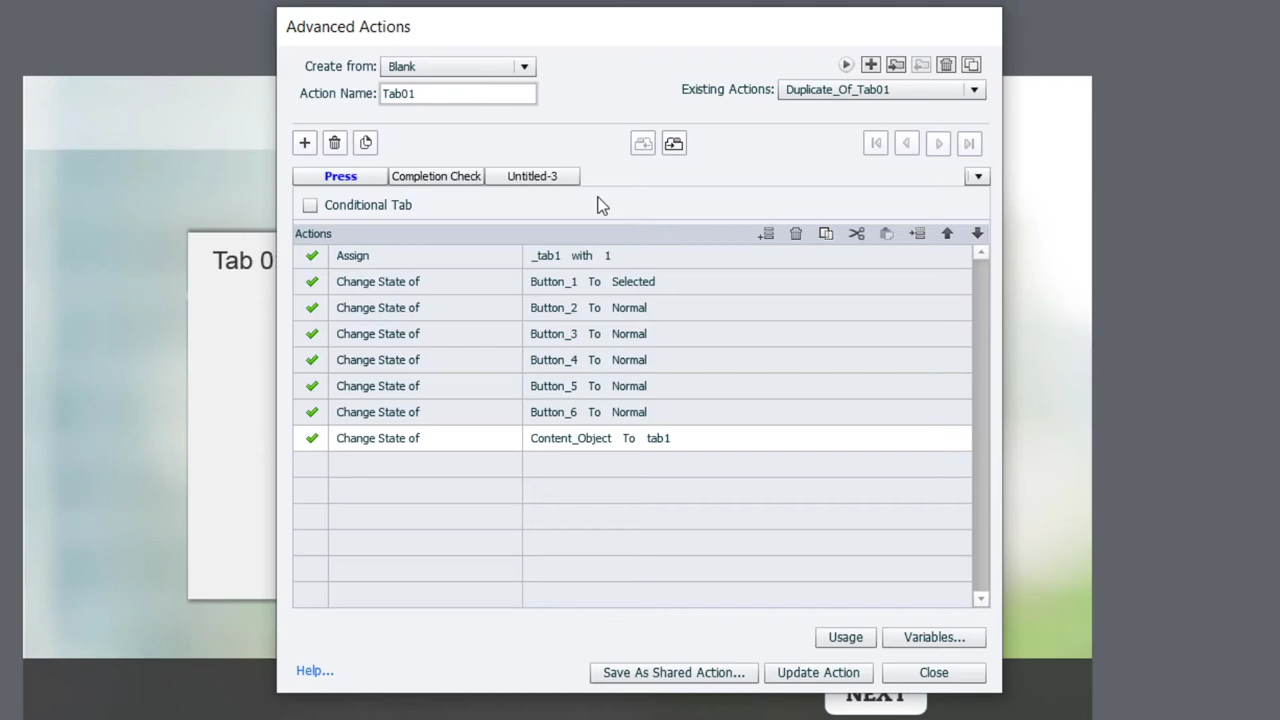 Advanced Actions
Create from: Blank
Action Name: Tab01
Existing Actions: Duplicate_Of_Tab01
Press Completion Check Untitled-3
Conditional Tab
Actions
Assign _tab1 with 1
Change State of Button_1 To Selected
Change State of Button_2 To Normal
Change State of Button_3 To Normal
Change State of Button_4 To Normal
Change State of Button_5 To Normal
Change State of Button_6 To Normal
Change State of Content_Object To tab1
Tab 0
Usage Variables...
Help... Save As Shared Action... Update Action Close
NEXT